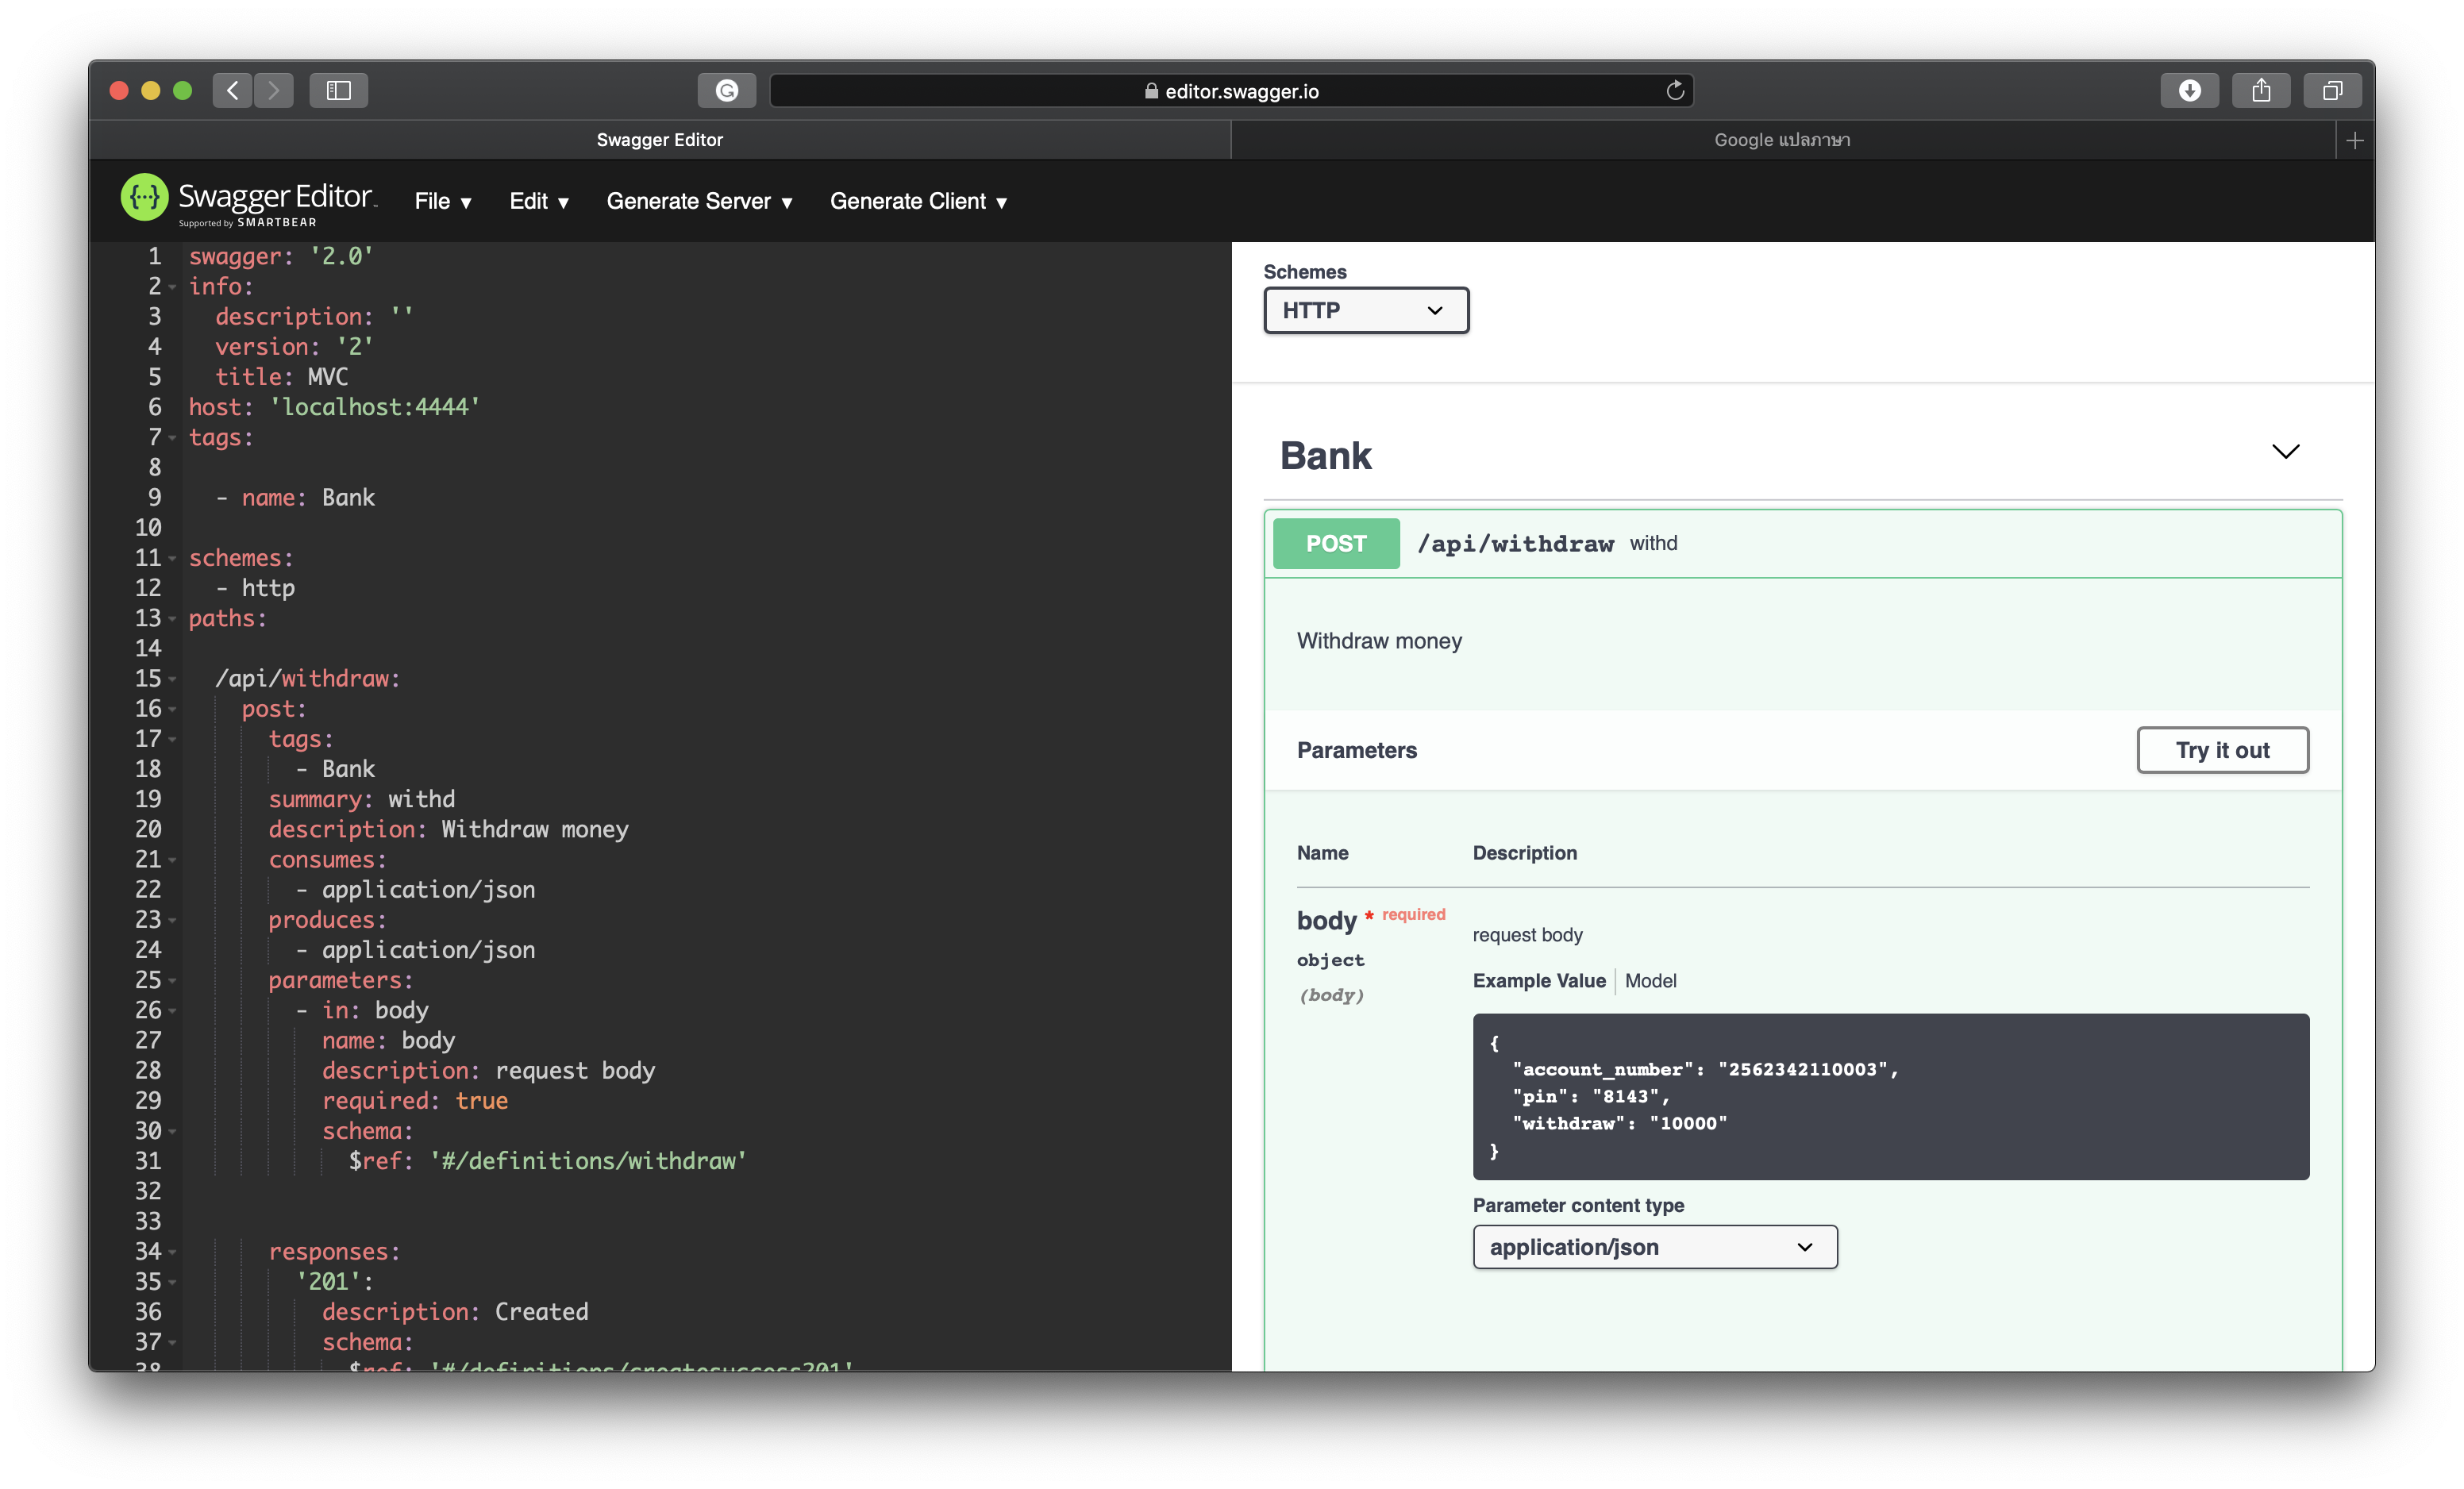 editor.swagger.io
Swagger Editor
Google แปลภาษา
Swagger Editor
Supported by SMARTBEAR
File ▼
Edit ▼
Generate Server ▼
Generate Client ▼
1 swagger: '2.0'
2 info:
3 description: ''
4 version: '2'
5 title: MVC
6 host: 'localhost:4444'
7 tags:
8
9 - name: Bank
10
11 schemes:
12 - http
13 paths:
14
15 /api/withdraw:
16 post:
17 tags:
18 - Bank
19 summary: withd
20 description: Withdraw money
21 consumes:
22 - application/json
23 produces:
24 - application/json
25 parameters:
26 - in: body
27 name: body
28 description: request body
29 required: true
30 schema:
31 $ref: '#/definitions/withdraw'
32
33
34 responses:
35 '201':
36 description: Created
37 schema:
38 $ref: '#/definitions/createsuccess201'
Schemes
HTTP
Bank
POST /api/withdraw withd
Withdraw money
Parameters
Try it out
Name Description
body * required
object
(body)
request body
Example Value Model
{
"account_number": "2562342110003",
"pin": "8143",
"withdraw": "10000"
}
Parameter content type
application/json